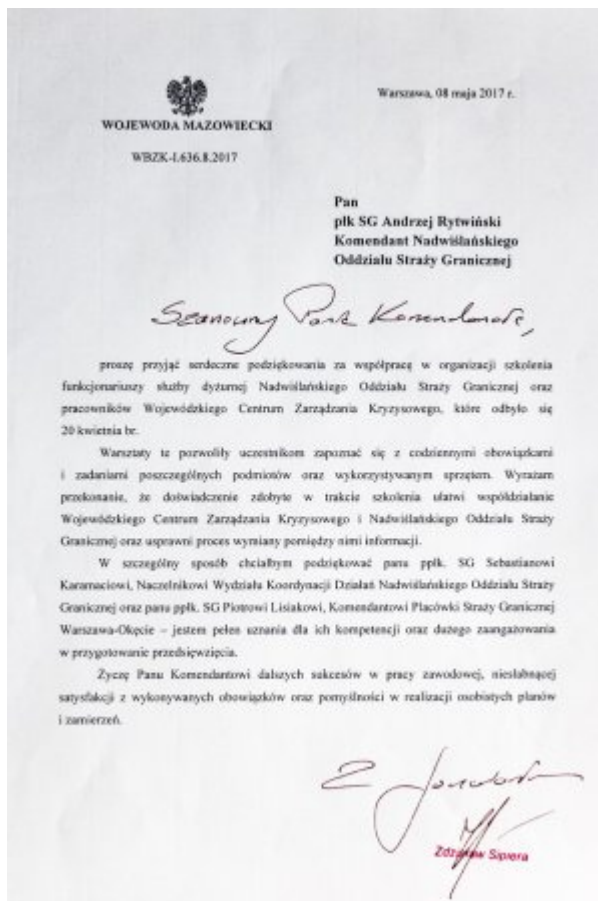 Warszawa, 08 maja 2017 r.
WOJEWODA MAZOWIECKI
WBZK-I.636.8.2017
Pan
płk SG Andrzej Rytwiński
Komendant Nadwiślańskiego
Oddziału Straży Granicznej
Szanowny Panie Komendancie,
proszę przyjąć serdeczne podziękowania za współpracę w organizacji szkolenia
funkcjonariuszy służby dyżurnej Nadwiślańskiego Oddziału Straży Granicznej oraz
pracowników Wojewódzkiego Centrum Zarządzania Kryzysowego, które odbyło się
20 kwietnia br.
Warsztaty te pozwoliły uczestnikom zapoznać się z codziennymi obowiązkami
i zadaniami poszczególnych podmiotów oraz wykorzystywanym sprzętem. Wyrażam
przekonanie, że doświadczenie zdobyte w trakcie szkolenia ułatwi współdziałanie
Wojewódzkiego Centrum Zarządzania Kryzysowego i Nadwiślańskiego Oddziału Straży
Granicznej oraz usprawni proces wymiany pomiędzy nimi informacji.
W szczególny sposób chciałbym podziękować panu ppłk. SG Sebastianowi
Karamaciowi, Naczelnikowi Wydziału Koordynacji Działań Nadwiślańskiego Oddziału Straży
Granicznej oraz panu ppłk. SG Piotrowi Lisiakowi, Komendantowi Placówki Straży Granicznej
Warszawa-Okęcie – jestem pełen uznania dla ich kompetencji oraz dużego zaangażowania
w przygotowanie przedsięwzięcia.
Życzę Panu Komendantowi dalszych sukcesów w pracy zawodowej, niesłabnącej
satysfakcji z wykonywanych obowiązków oraz pomyślności w realizacji osobistych planów
i zamierzeń.
Z
Zdzisław Sipiera